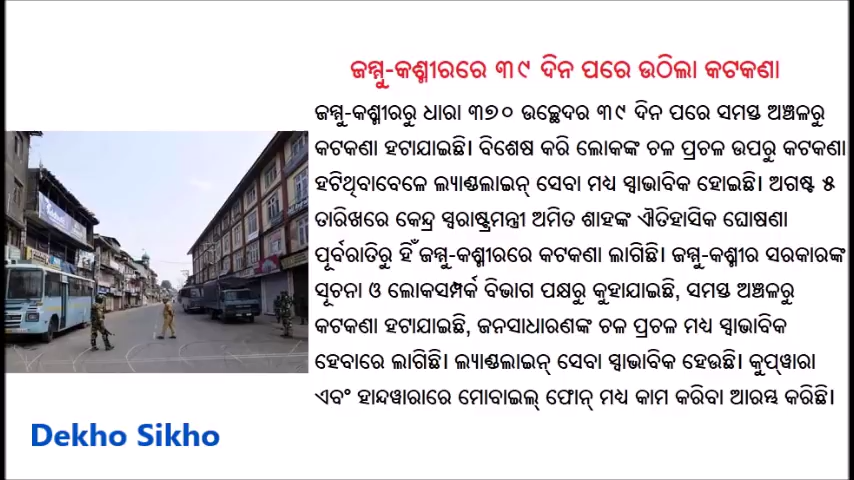 ଜମ୍ମୁ-କଶ୍ମୀରରେ ୩୯ ଦିନ ପରେ ଉଠିଲା କଟକଣା
ଜମ୍ମୁ-କଶ୍ମୀରରୁ ଧାରା ୩୭୦ ଉଚ୍ଛେଦର ୩୯ ଦିନ ପରେ ସମସ୍ତ ଅଞ୍ଚଳରୁ
କଟକଣା ହଟାଯାଇଛି। ବିଶେଷ କରି ଲୋକଙ୍କ ଚଳ ପ୍ରଚଳ ଉପରୁ କଟକଣା
ହଟିଥିବାବେଳେ ଲ୍ୟାଣ୍ଡଲାଇନ୍ ସେବା ମଧ୍ୟ ସ୍ୱାଭାବିକ ହୋଇଛି। ଅଗଷ୍ଟ ୫
ତାରିଖରେ କେନ୍ଦ୍ର ସ୍ୱରାଷ୍ଟ୍ରମନ୍ତ୍ରୀ ଅମିତ ଶାହଙ୍କ ଐତିହାସିକ ଘୋଷଣା
ପୂର୍ବରାତିରୁ ହିଁ ଜମ୍ମୁ-କଶ୍ମୀରରେ କଟକଣା ଲାଗିଛି। ଜମ୍ମୁ-କଶ୍ମୀର ସରକାରଙ୍କ
ସୂଚନା ଓ ଲୋକସମ୍ପର୍କ ବିଭାଗ ପକ୍ଷରୁ କୁହାଯାଇଛି, ସମସ୍ତ ଅଞ୍ଚଳରୁ
କଟକଣା ହଟାଯାଇଛି, ଜନସାଧାରଣଙ୍କ ଚଳ ପ୍ରଚଳ ମଧ୍ୟ ସ୍ୱାଭାବିକ
ହେବାରେ ଲାଗିଛି। ଲ୍ୟାଣ୍ଡଲାଇନ୍ ସେବା ସ୍ୱାଭାବିକ ହେଉଛି। କୁପ୍‌ୱାରା
ଏବଂ ହାନ୍ଦୱାରାରେ ମୋବାଇଲ୍ ଫୋନ୍ ମଧ୍ୟ କାମ କରିବା ଆରମ୍ଭ କରିଛି।
Dekho Sikho